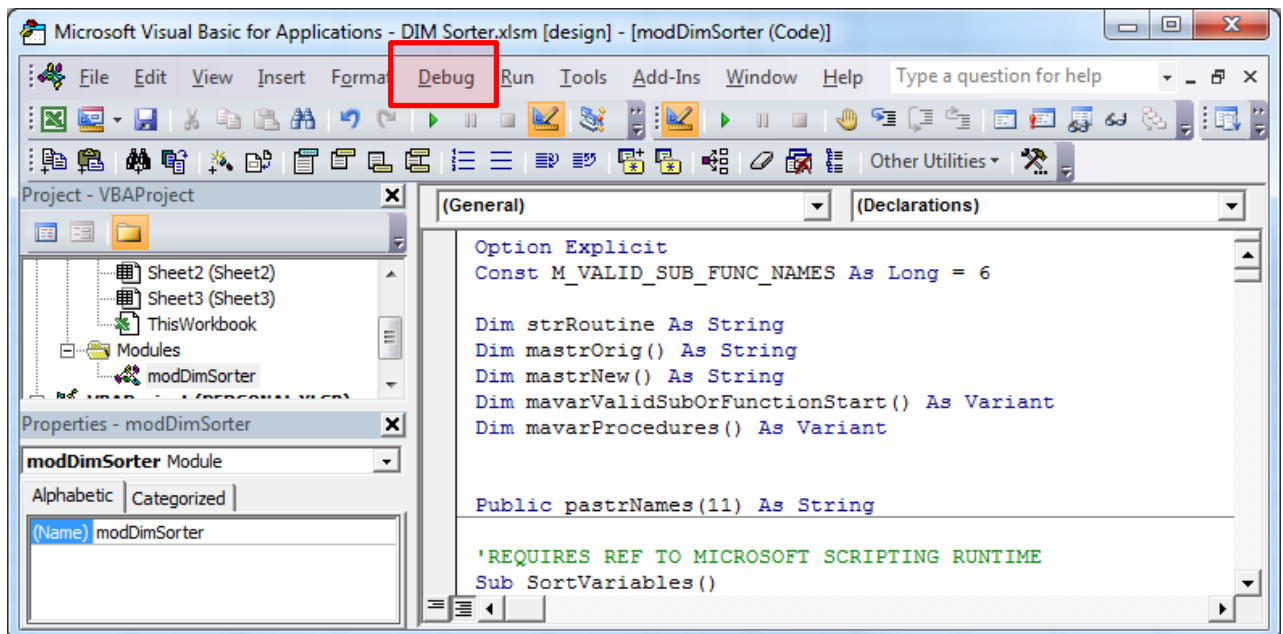 Microsoft Visual Basic for Applications - DIM Sorter.xlsm [design] - [modDimSorter (Code)]
File Edit View Insert Format Debug Run Tools Add-Ins Window Help Type a question for help
Other Utilities
Project - VBAProject
Sheet2 (Sheet2)
Sheet3 (Sheet3)
ThisWorkbook
Modules
modDimSorter
Properties - modDimSorter
modDimSorter Module
Alphabetic Categorized
(Name) modDimSorter
(General) (Declarations)
Option Explicit
Const M_VALID_SUB_FUNC_NAMES As Long = 6
Dim strRoutine As String
Dim mastrOrig() As String
Dim mastrNew() As String
Dim mavarValidSubOrFunctionStart() As Variant
Dim mavarProcedures() As Variant
Public pastrNames(11) As String
'REQUIRES REF TO MICROSOFT SCRIPTING RUNTIME
Sub SortVariables()